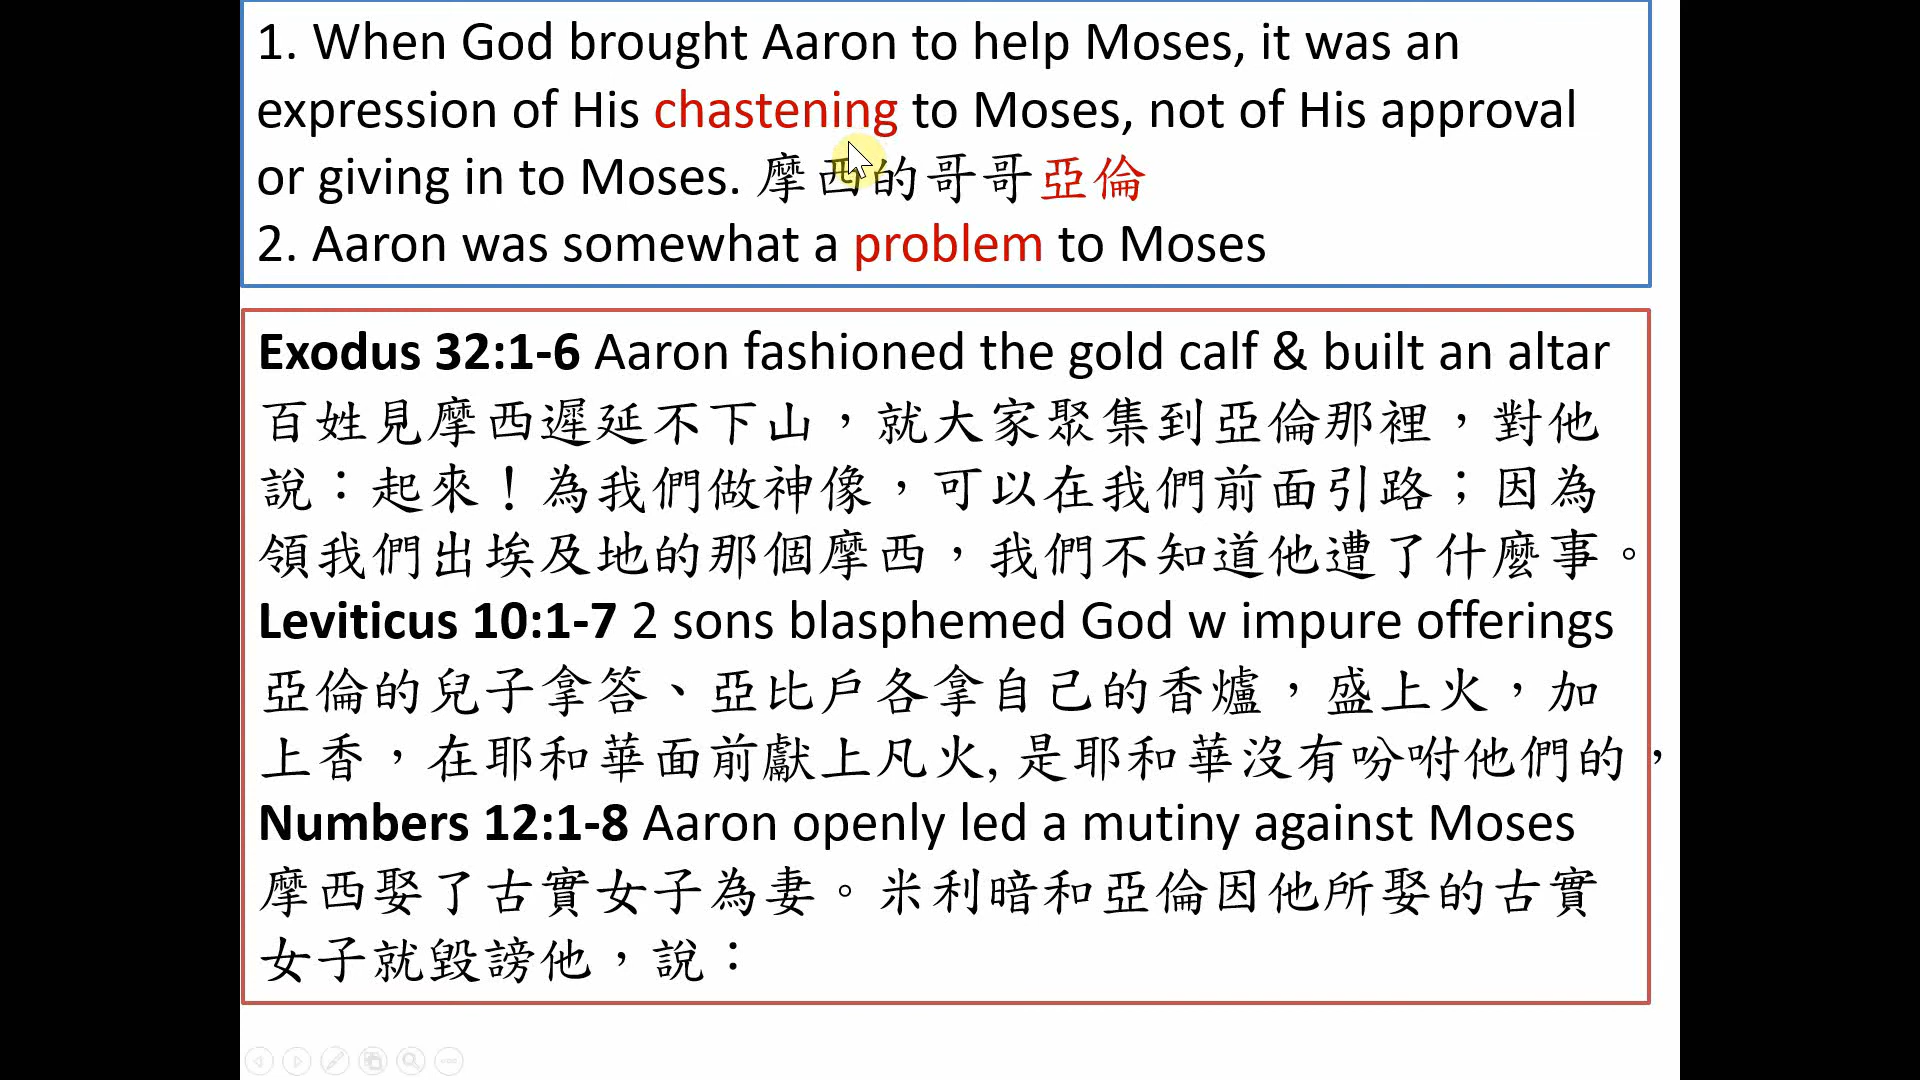 1. When God brought Aaron to help Moses, it was an
expression of His chastening to Moses, not of His approval
or giving in to Moses. 摩西的哥哥亞倫
2. Aaron was somewhat a problem to Moses
Exodus 32:1-6 Aaron fashioned the gold calf & built an altar
百姓見摩西遲延不下山，就大家聚集到亞倫那裡，對他
說：起來！為我們做神像，可以在我們前面引路；因為
領我們出埃及地的那個摩西，我們不知道他遭了什麼事。
Leviticus 10:1-7 2 sons blasphemed God w impure offerings
亞倫的兒子拿答、亞比戶各拿自己的香爐，盛上火，加
上香，在耶和華面前獻上凡火, 是耶和華沒有吩咐他們的，
Numbers 12:1-8 Aaron openly led a mutiny against Moses
摩西娶了古實女子為妻。米利暗和亞倫因他所娶的古實
女子就毀謗他，說：